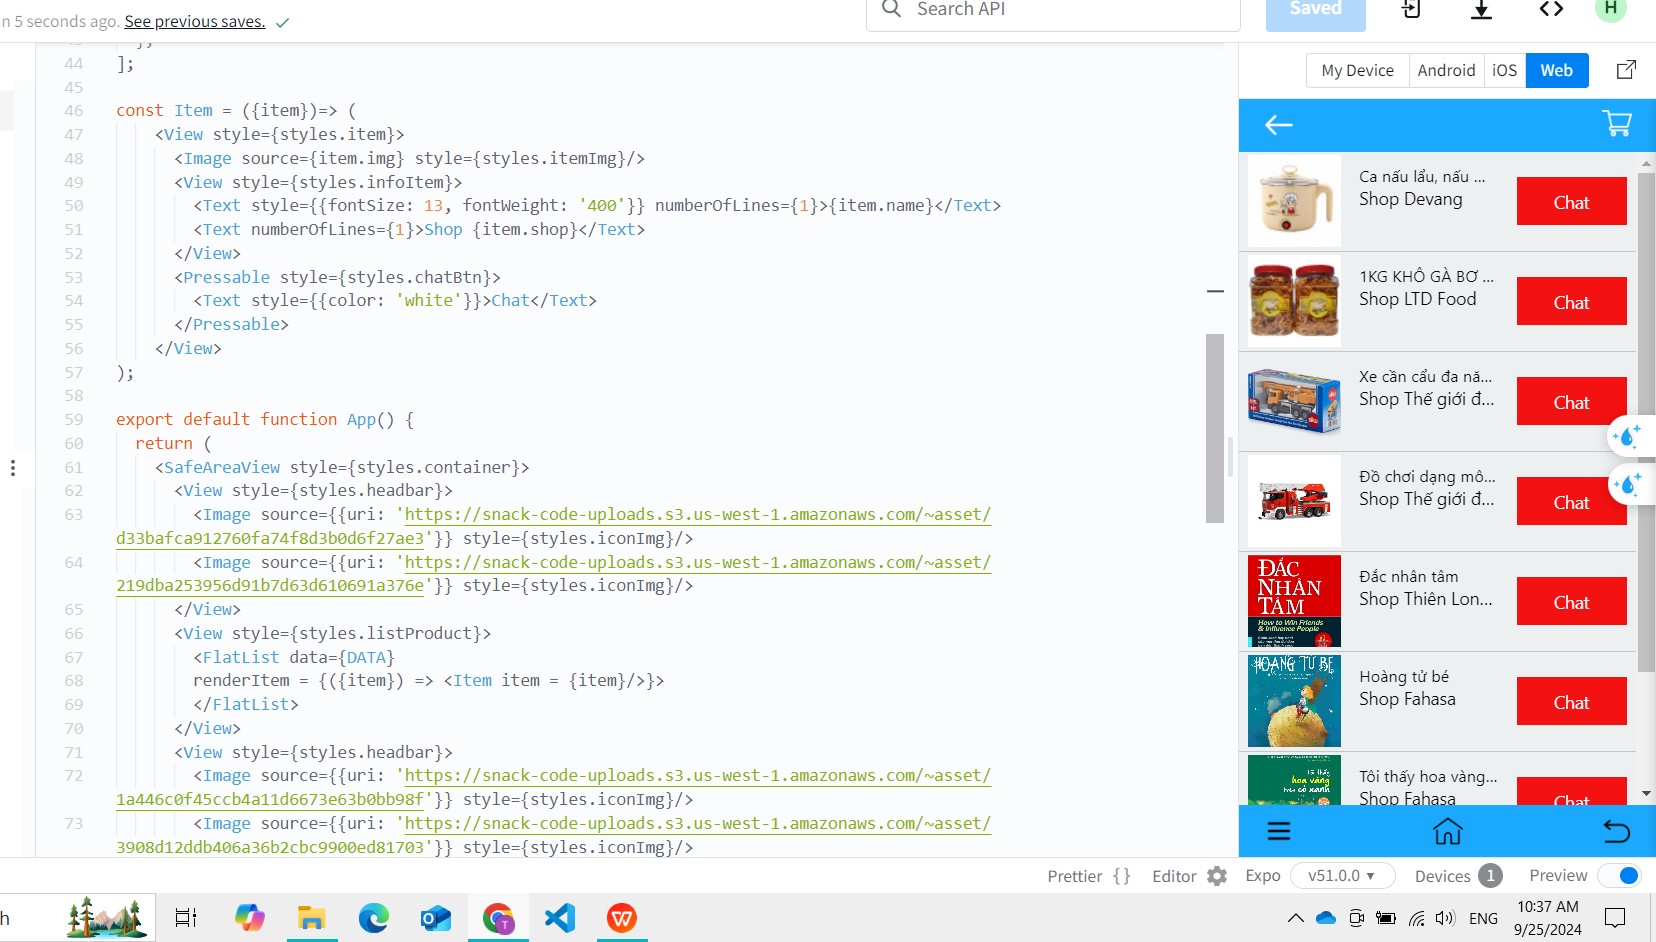 n 5 seconds ago. See previous saves.
Search API
Saved
H
44 ];
45
46 const Item = ({item})=> (
47 <View style={styles.item}>
48 <Image source={item.img} style={styles.itemImg}/>
49 <View style={styles.infoItem}>
50 <Text style={{fontSize: 13, fontWeight: '400'}} numberOfLines={1}>{item.name}</Text>
51 <Text numberOfLines={1}>Shop {item.shop}</Text>
52 </View>
53 <Pressable style={styles.chatBtn}>
54 <Text style={{color: 'white'}}>Chat</Text>
55 </Pressable>
56 </View>
57 );
58
59 export default function App() {
60 return (
61 <SafeAreaView style={styles.container}>
62 <View style={styles.headbar}>
63 <Image source={{uri: 'https://snack-code-uploads.s3.us-west-1.amazonaws.com/~asset/
d33bafca912760fa74f8d3b0d6f27ae3'}} style={styles.iconImg}/>
64 <Image source={{uri: 'https://snack-code-uploads.s3.us-west-1.amazonaws.com/~asset/
219dba253956d91b7d63d610691a376e'}} style={styles.iconImg}/>
65 </View>
66 <View style={styles.listProduct}>
67 <FlatList data={DATA}
68 renderItem = {({item}) => <Item item = {item}/>}>
69 </FlatList>
70 </View>
71 <View style={styles.headbar}>
72 <Image source={{uri: 'https://snack-code-uploads.s3.us-west-1.amazonaws.com/~asset/
1a446c0f45ccb4a11d6673e63b0bb98f'}} style={styles.iconImg}/>
73 <Image source={{uri: 'https://snack-code-uploads.s3.us-west-1.amazonaws.com/~asset/
3908d12ddb406a36b2cbc9900ed81703'}} style={styles.iconImg}/>
My Device Android iOS Web
Ca nấu lẩu, nấu ...
Shop Devang
Chat
1KG KHÔ GÀ BƠ ...
Shop LTD Food
Chat
Xe cần cẩu đa nă...
Shop Thế giới đ...
Chat
Đồ chơi dạng mô...
Shop Thế giới đ...
Chat
ĐẮC
NHÂN
TÂM
How to Win Friends
& Influence People
Đắc nhân tâm
Shop Thiên Lon...
Chat
HOÀNG TỬ BÉ
Hoàng tử bé
Shop Fahasa
Chat
Tôi thấy
hoa vàng
trên cỏ xanh
Tôi thấy hoa vàng...
Shop Fahasa
Chat
Prettier {} Editor Expo v51.0.0 Devices 1 Preview
h
T
W
ENG
10:37 AM
9/25/2024